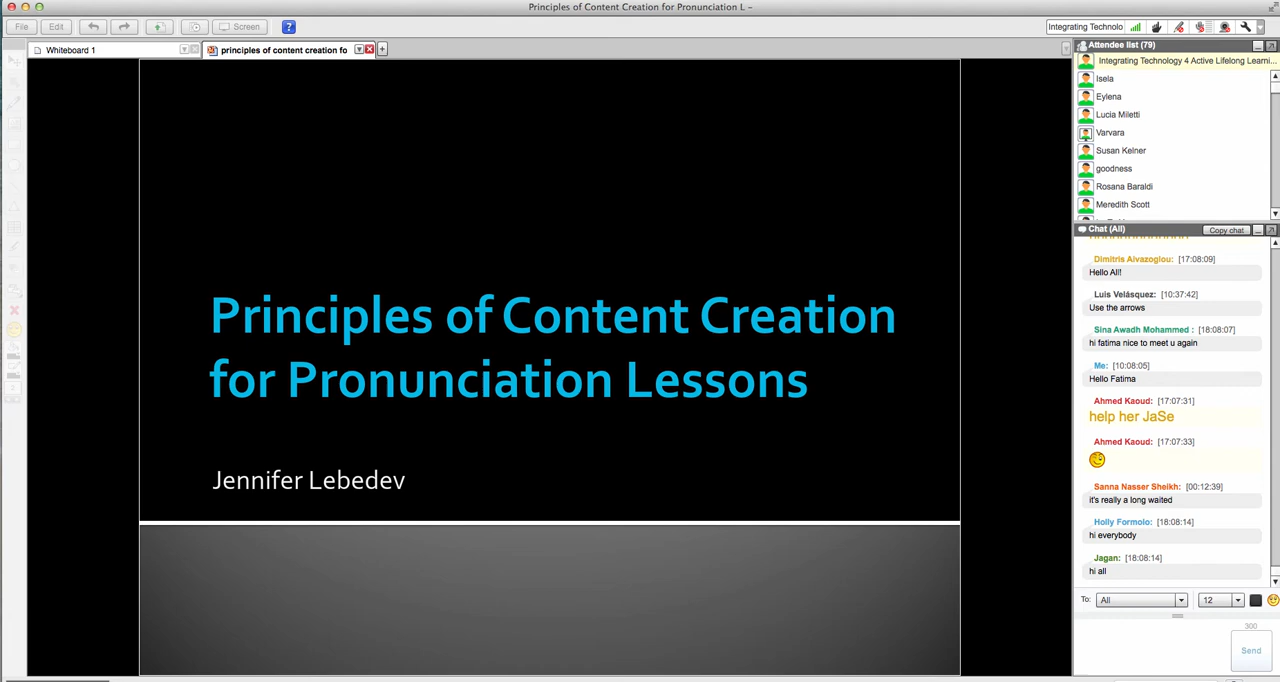 Principles of Content Creation for Pronunciation L -
File
Edit
Screen
?
Integrating Technolo
Whiteboard 1
principles of content creation fo
Principles of Content Creation
for Pronunciation Lessons
Jennifer Lebedev
Attendee list (79)
Integrating Technology 4 Active Lifelong Learni...
Isela
Eylena
Lucia Miletti
Varvara
Susan Kelner
goodness
Rosana Baraldi
Meredith Scott
Chat (All)
Copy chat
Dimitris Aivazoglou: [17:08:09]
Hello All!
Luis Velásquez: [10:37:42]
Use the arrows
Sina Awadh Mohammed : [18:08:07]
hi fatima nice to meet u again
Me: [10:08:05]
Hello Fatima
Ahmed Kaoud: [17:07:31]
help her JaSe
Ahmed Kaoud: [17:07:33]
Sanna Nasser Sheikh: [00:12:39]
it's really a long waited
Holly Formolo: [18:08:14]
hi everybody
Jagan: [18:08:14]
hi all
To:
All
12
300
Send